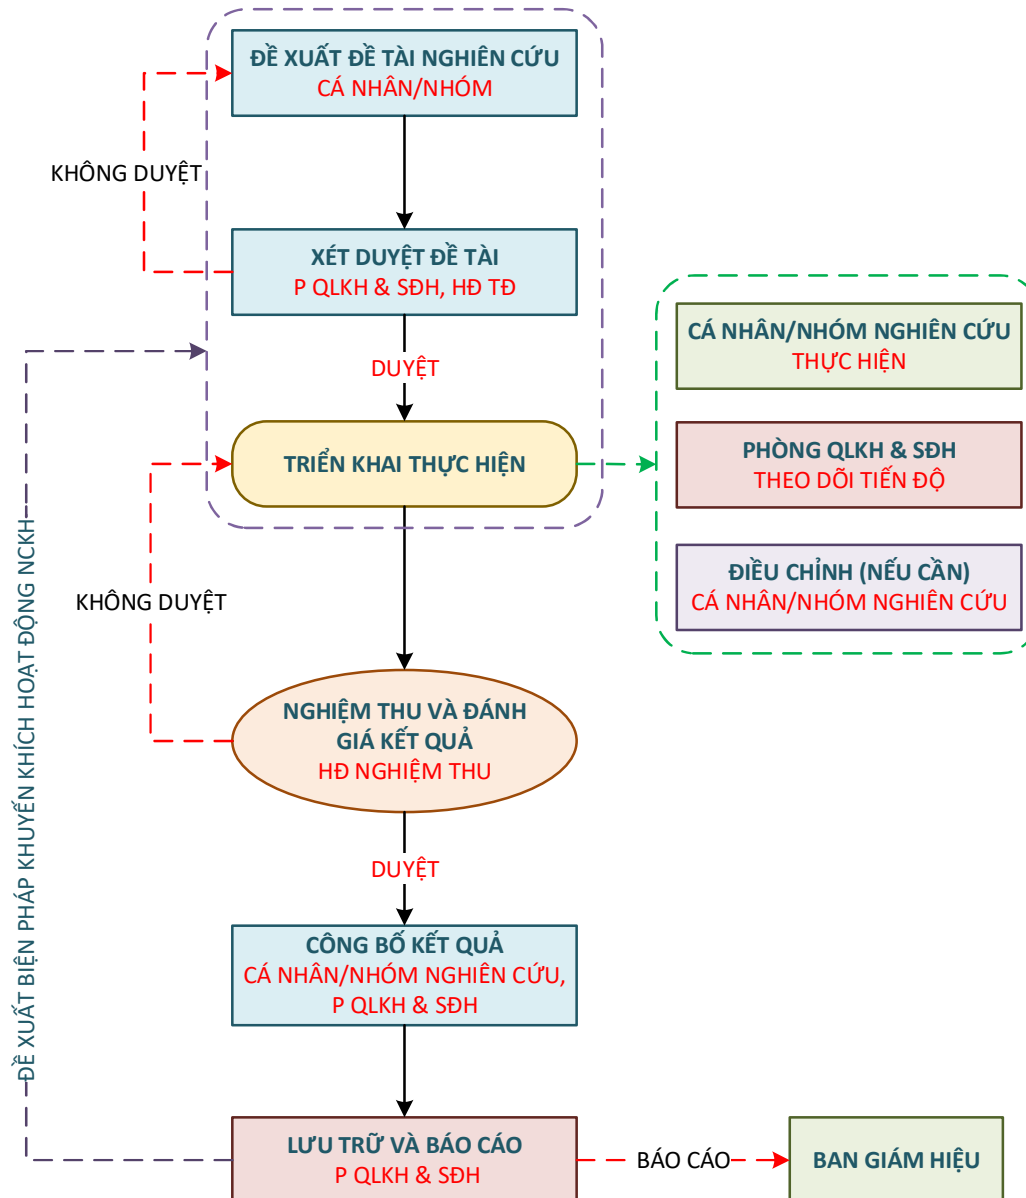 ĐỀ XUẤT ĐỀ TÀI NGHIÊN CỨU
CÁ NHÂN/NHÓM
KHÔNG DUYỆT
XÉT DUYỆT ĐỀ TÀI
P QLKH & SĐH, HĐ TĐ
DUYỆT
TRIỂN KHAI THỰC HIỆN
CÁ NHÂN/NHÓM NGHIÊN CỨU
THỰC HIỆN
PHÒNG QLKH & SĐH
THEO DÕI TIẾN ĐỘ
ĐIỀU CHỈNH (NẾU CẦN)
CÁ NHÂN/NHÓM NGHIÊN CỨU
KHÔNG DUYỆT
NGHIỆM THU VÀ ĐÁNH
GIÁ KẾT QUẢ
HĐ NGHIỆM THU
DUYỆT
CÔNG BỐ KẾT QUẢ
CÁ NHÂN/NHÓM NGHIÊN CỨU,
P QLKH & SĐH
LƯU TRỮ VÀ BÁO CÁO
P QLKH & SĐH
BÁO CÁO
BAN GIÁM HIỆU
ĐỀ XUẤT BIỆN PHÁP KHUYẾN KHÍCH HOẠT ĐỘNG NCKH